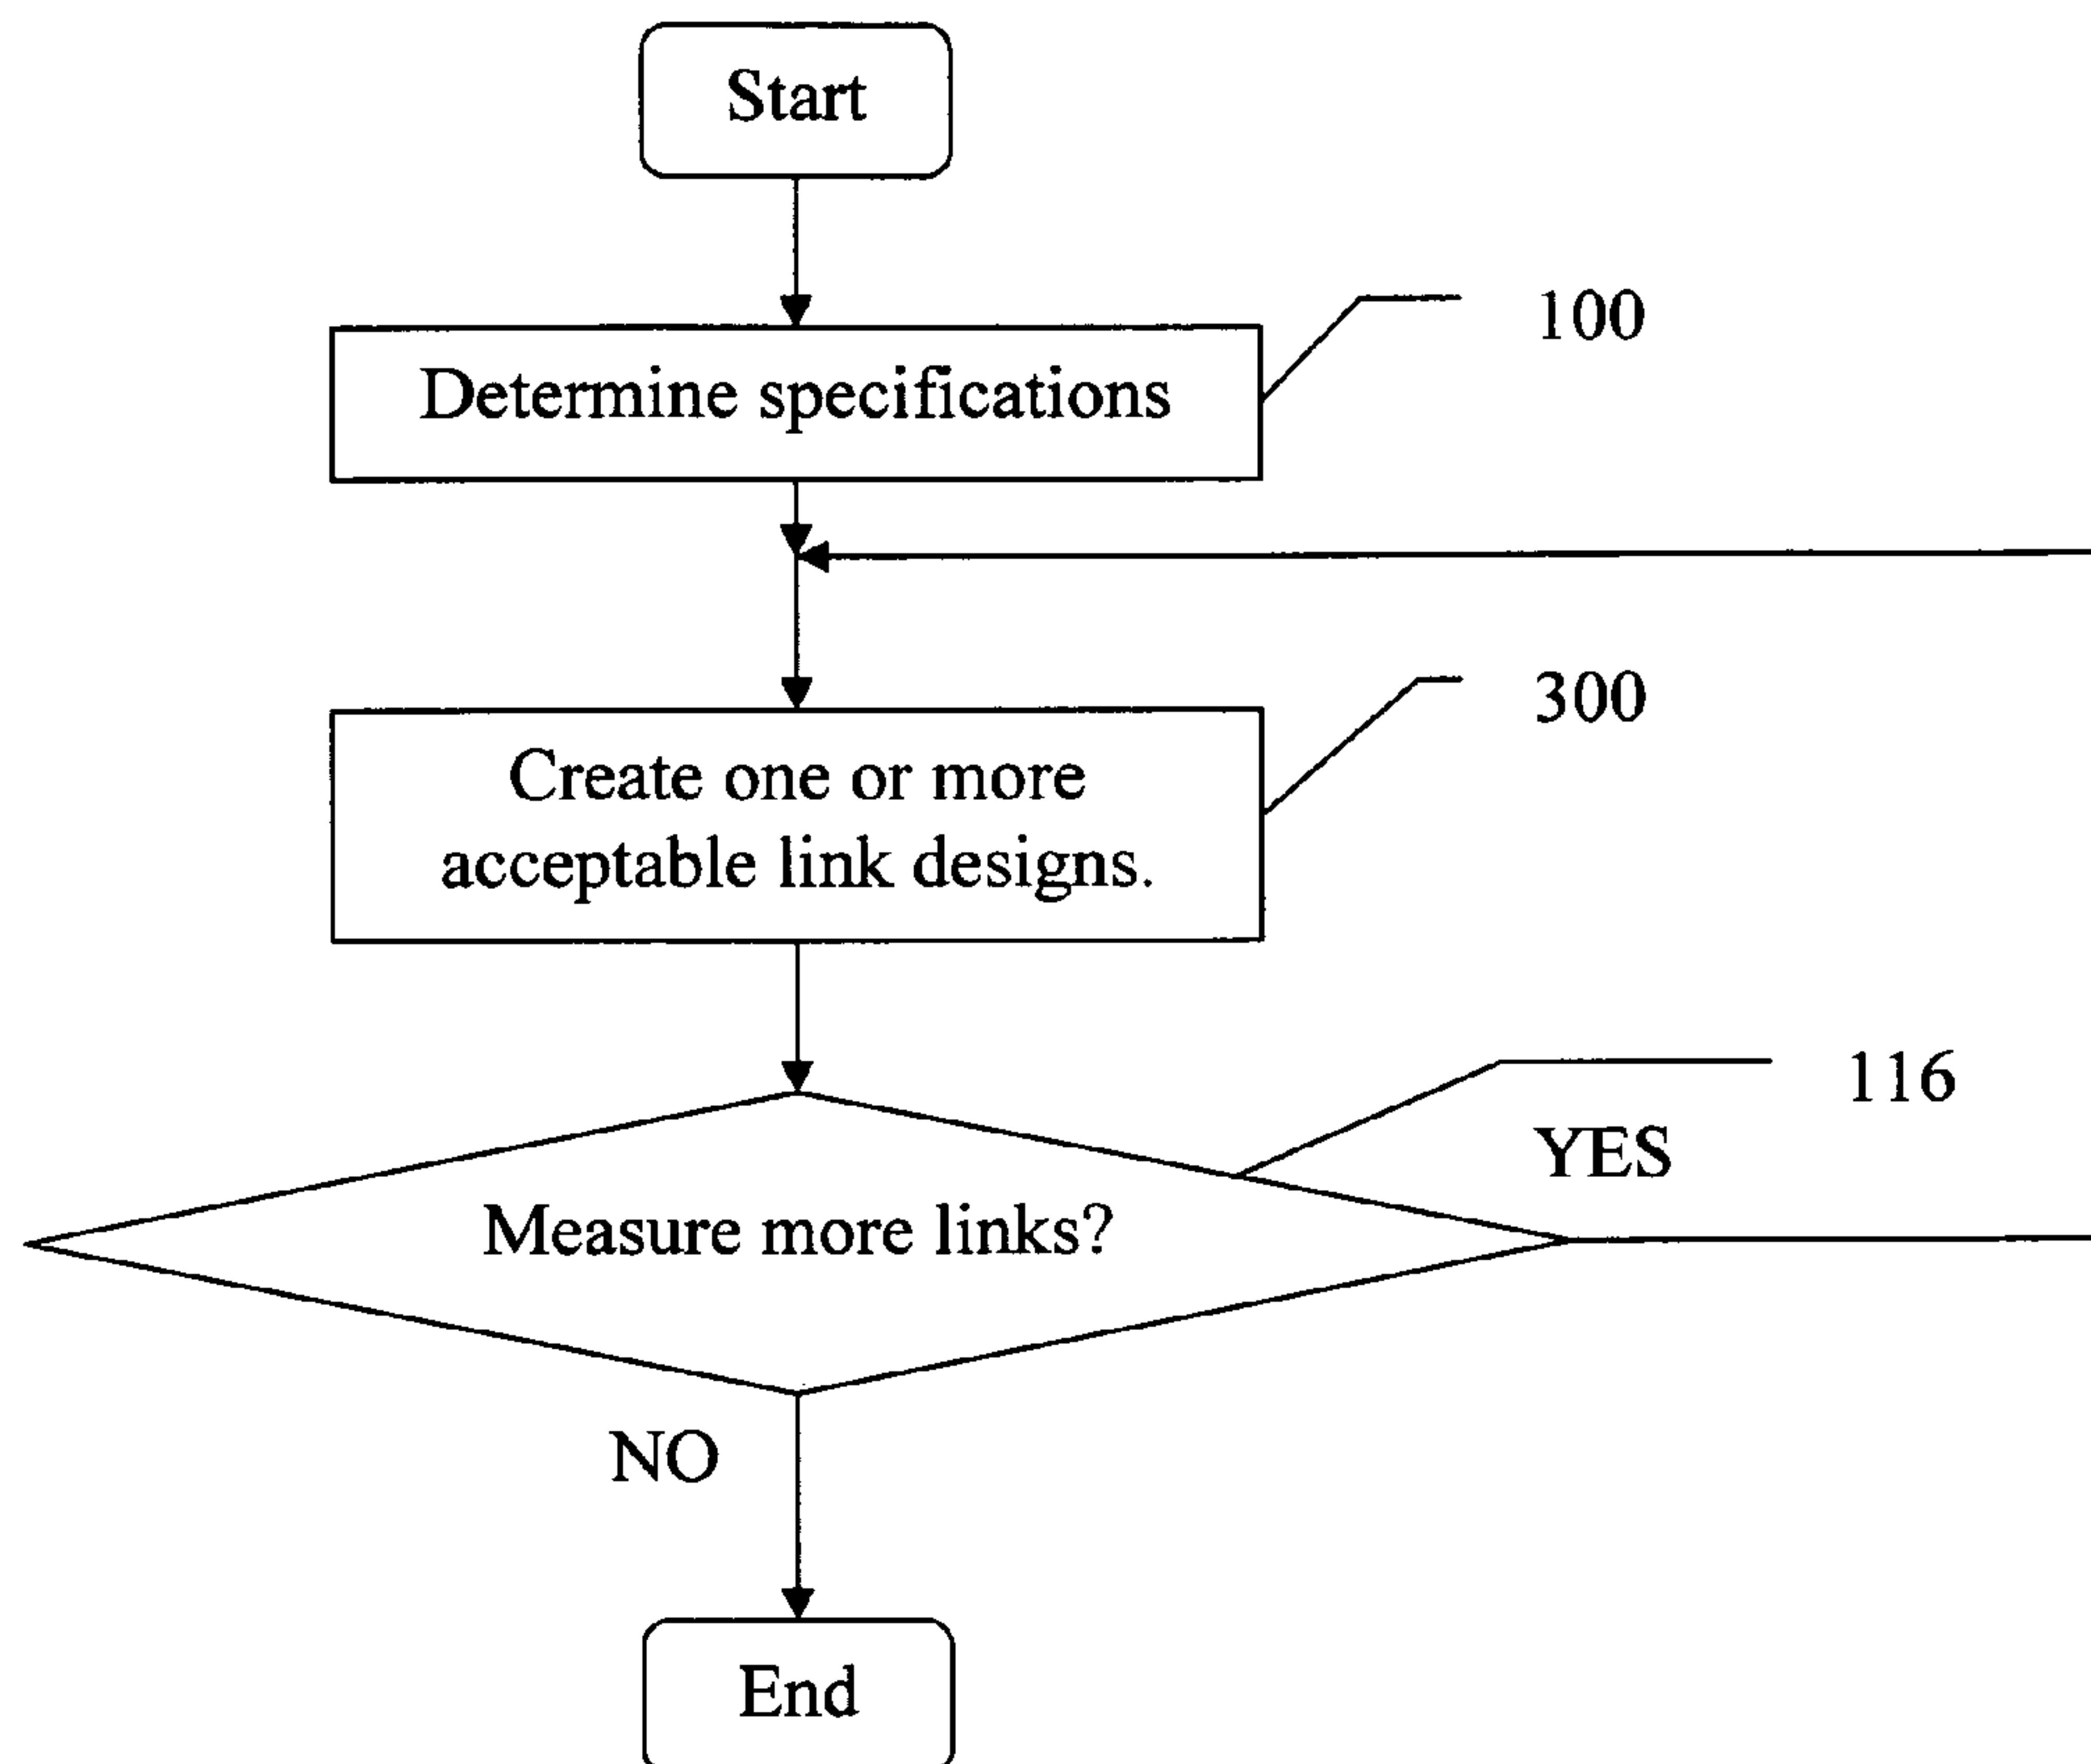 Start
100
Determine specifications
300
Create one or more
acceptable link designs.
116
YES
Measure more links?
NO
End